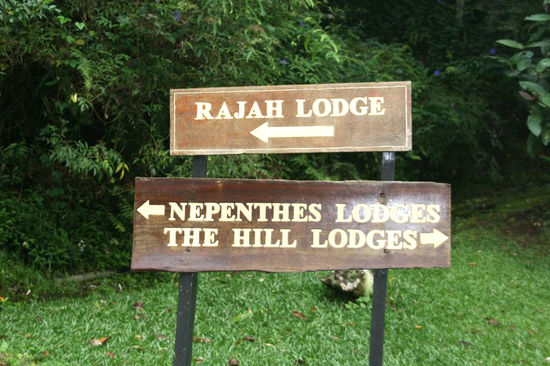 RAJAH LODGE
NEPENTHES LODGES
THE HILL LODGES